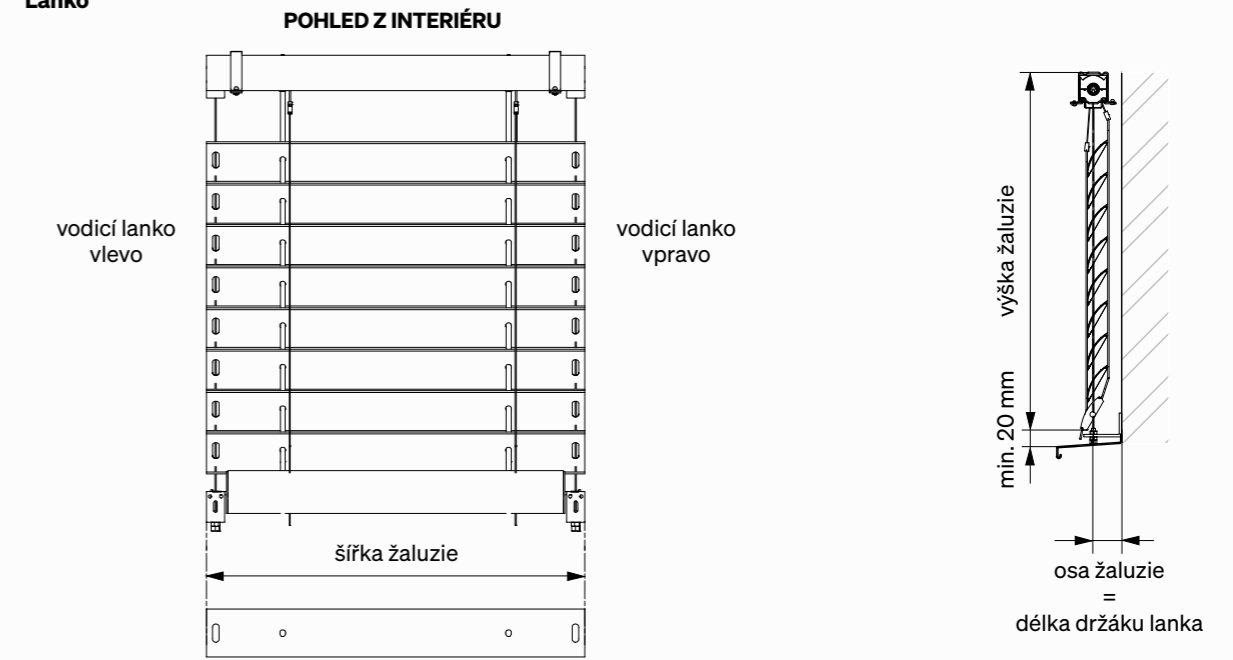 Lanko
POHLED Z INTERIÉRU
vodicí lanko
vlevo
vodicí lanko
vpravo
šířka žaluzie
výška žaluzie
min. 20 mm
osa žaluzie
=
délka držáku lanka